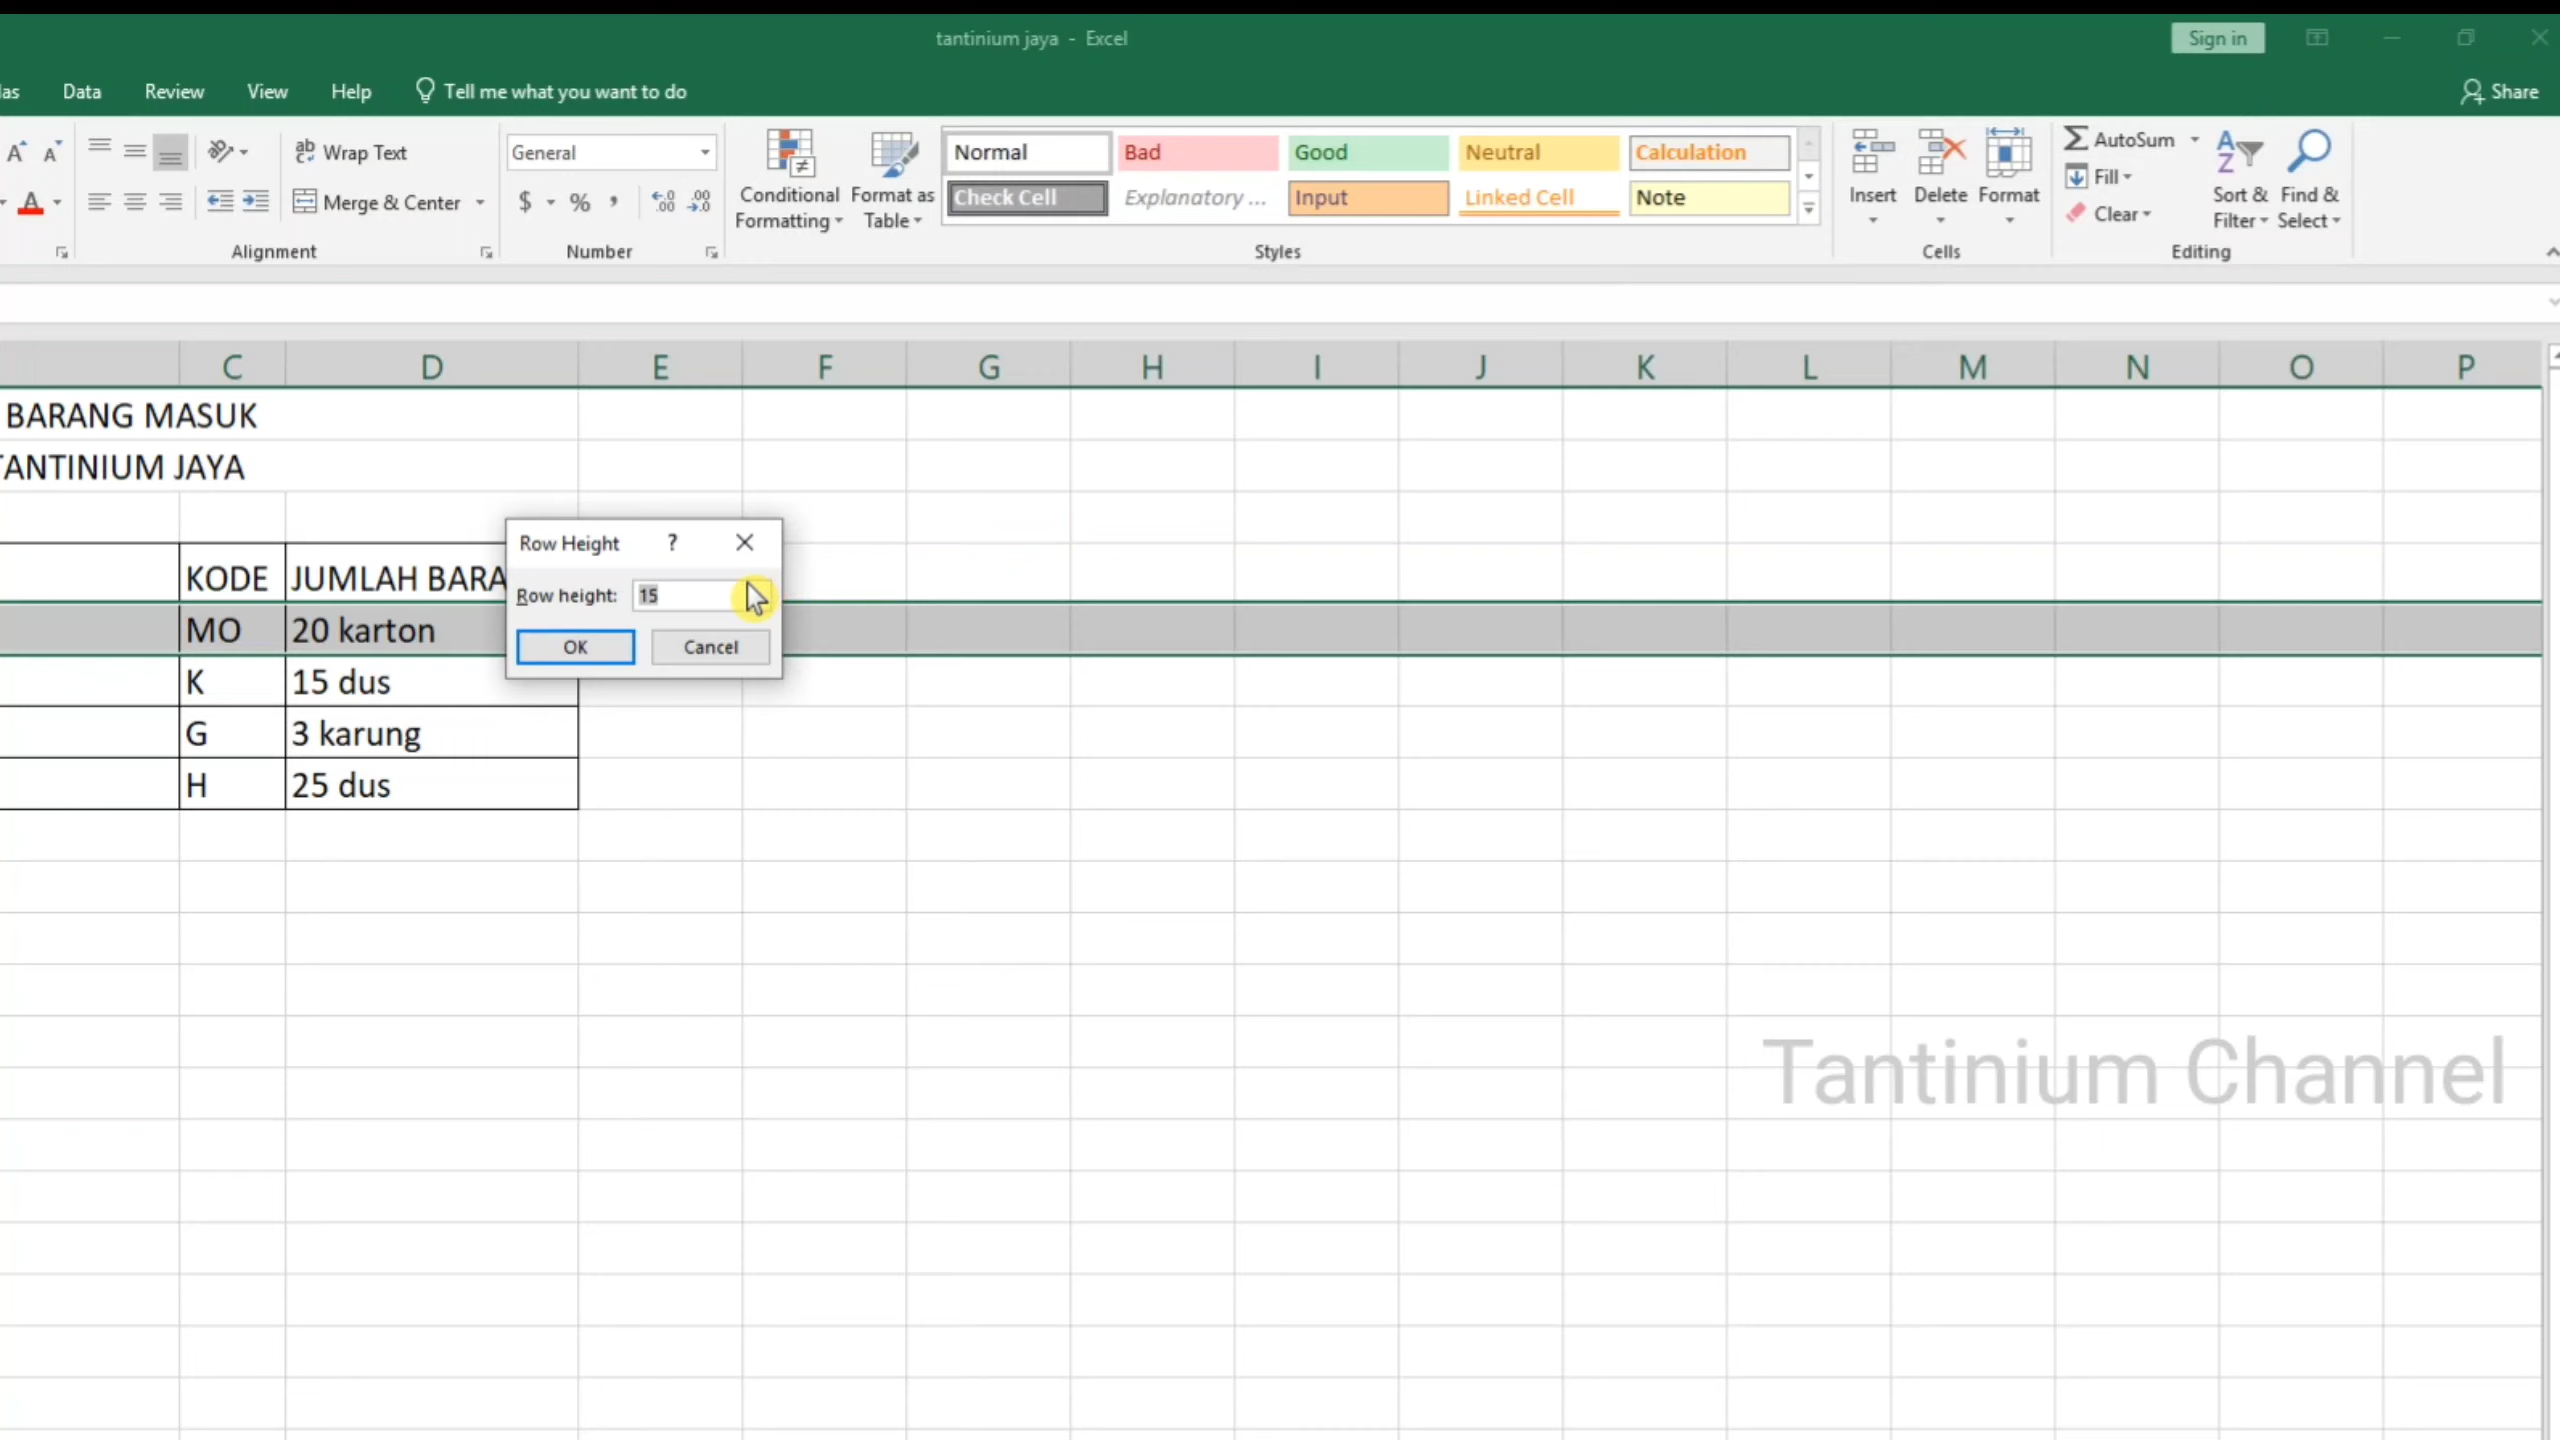 tantinium jaya - Excel
Sign in
las Data Review View Help Tell me what you want to do
Share
Wrap Text
Merge & Center
Alignment
General
$ % ,
Number
Conditional Formatting
Format as Table
Normal Bad Good Neutral Calculation
Check Cell Explanatory ... Input Linked Cell Note
Styles
Insert Delete Format
Cells
AutoSum
Fill
Clear
Sort & Filter
Find & Select
Editing
C D E F G H I J K L M N O P
BARANG MASUK
TANTINIUM JAYA
KODE JUMLAH BARA
MO 20 karton
K 15 dus
G 3 karung
H 25 dus
Row Height ?
Row height: 15
OK Cancel
Tantinium Channel